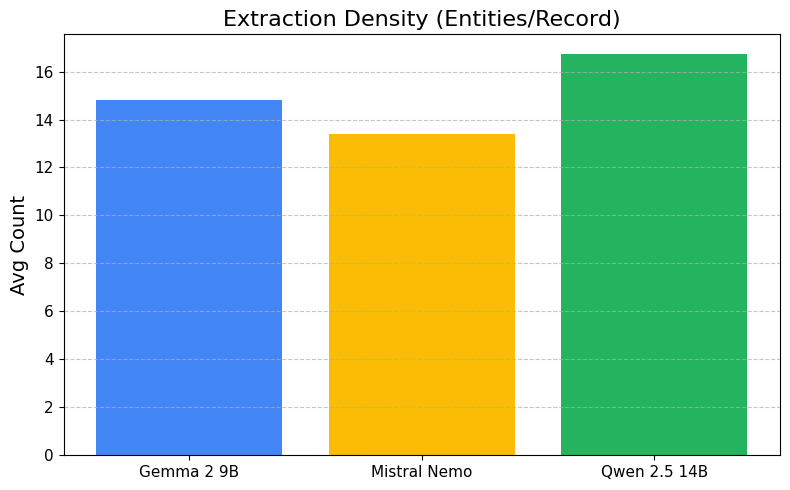 Extraction Density (Entities/Record)
Avg Count
16
14
12
10
8
6
4
2
0
Gemma 2 9B
Mistral Nemo
Qwen 2.5 14B